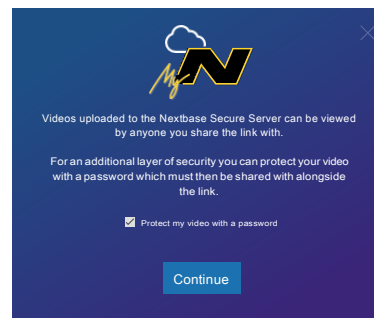 My N
Videos uploaded to the Nextbase Secure Server can be viewed
by anyone you share the link with.
For an additional layer of security you can protect your video
with a password which must then be shared with alongside
the link.
Protect my video with a password
Continue